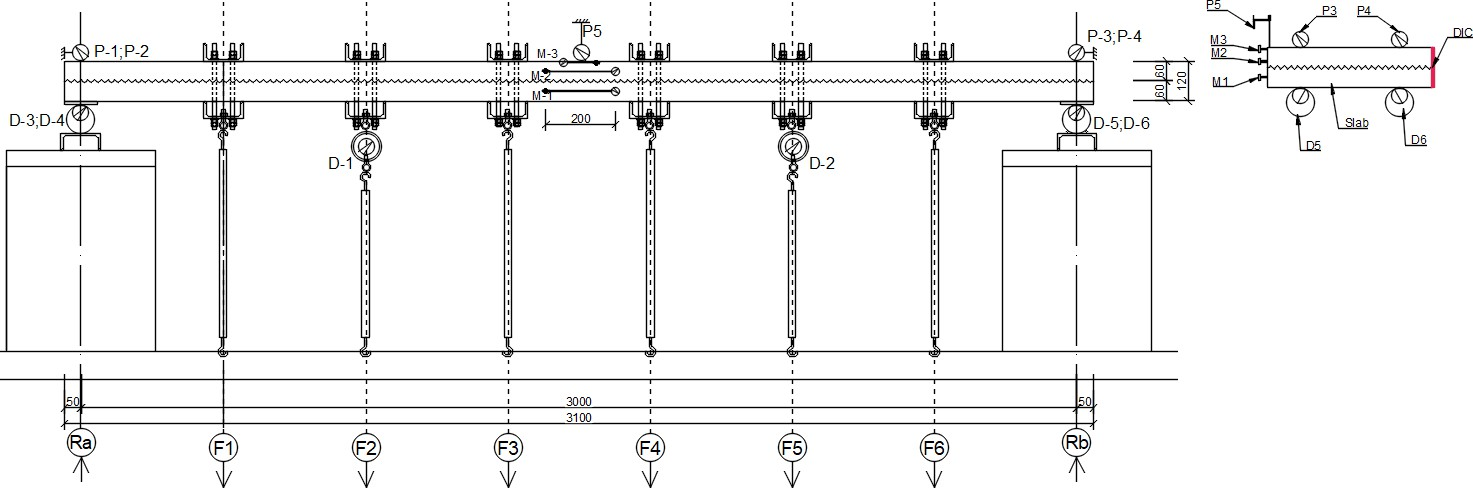 P5
P-1;P-2
M-3
M-2
M-1
200
P-3;P-4
D-3;D-4
D-1
D-2
D-5;D-6
60
60
120
50
3000
50
3100
Ra
F1
F2
F3
F4
F5
F6
Rb
P5
P3
P4
DIC
M3
M2
M1
Slab
D5
D6